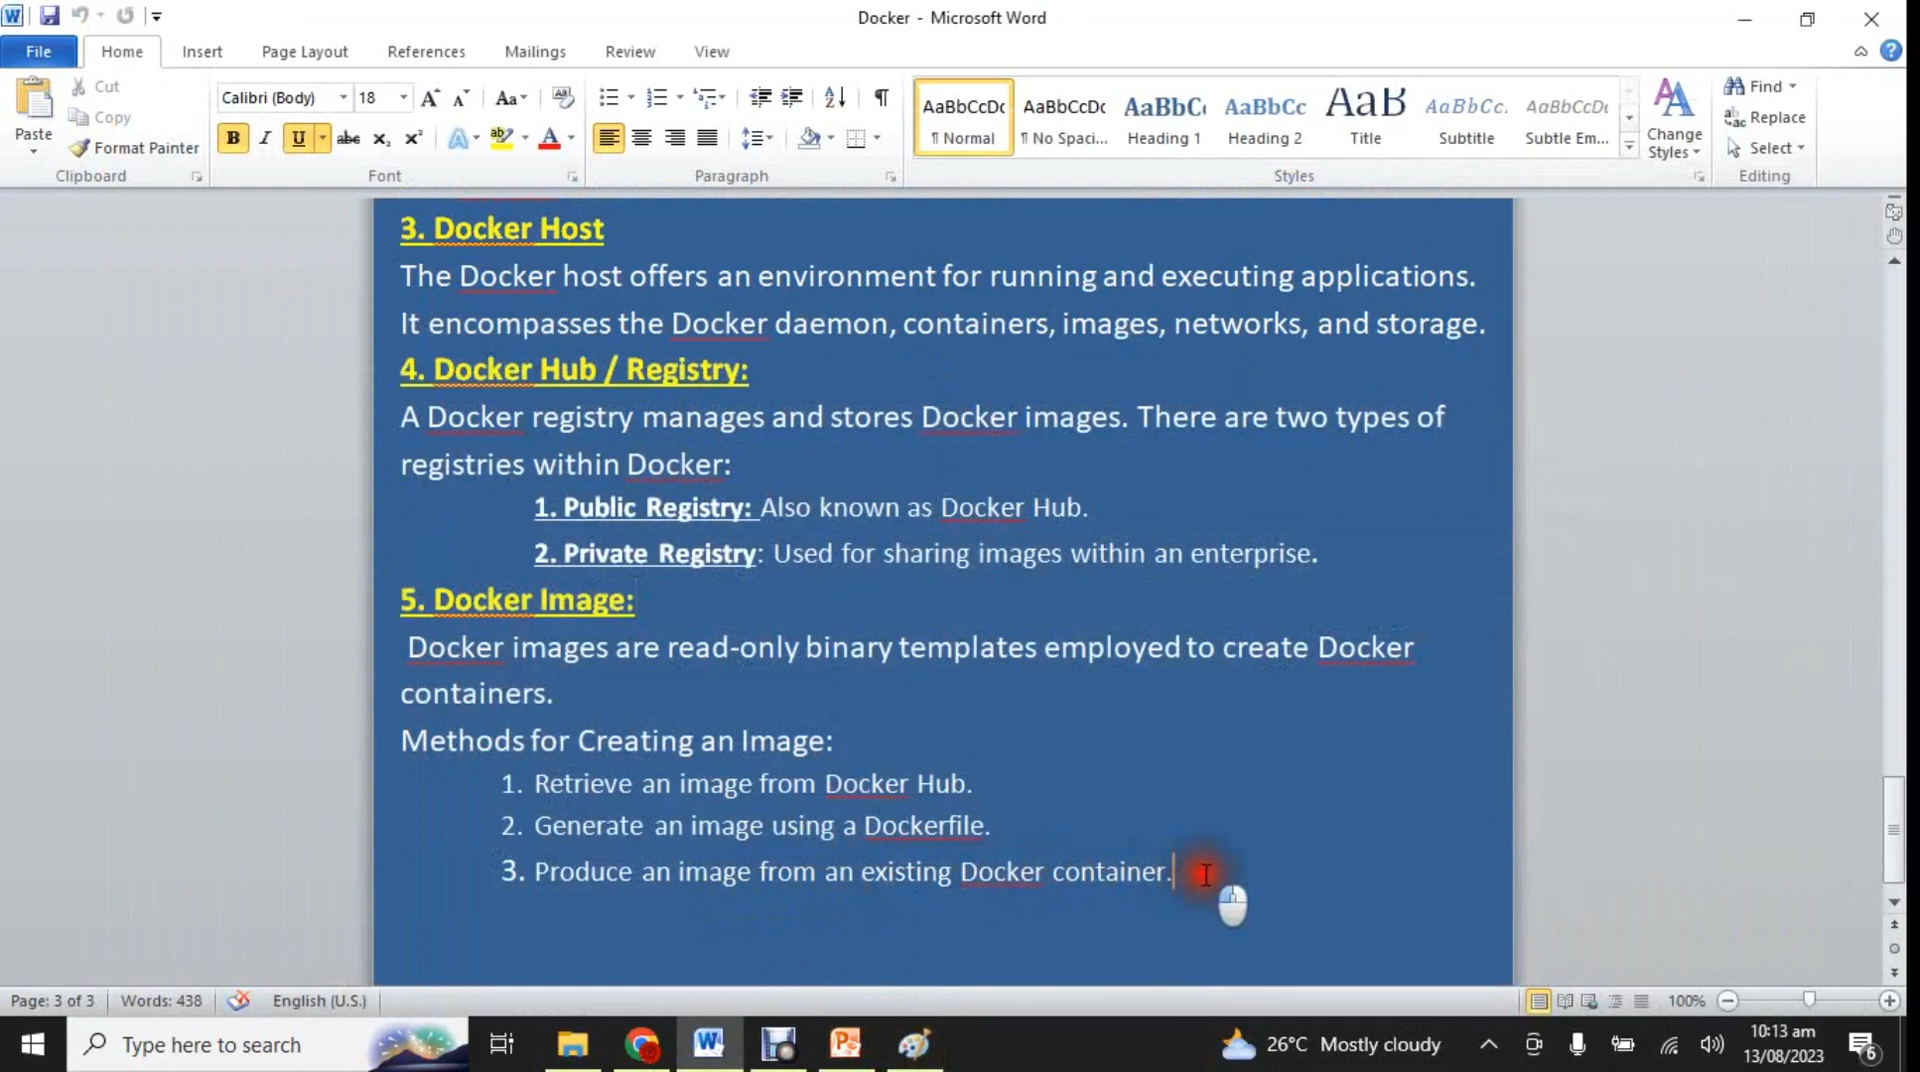 Docker - Microsoft Word
File Home Insert Page Layout References Mailings Review View
Paste
Cut
Copy
Format Painter
Clipboard
Calibri (Body) 18
Font
Paragraph
AaBbCcDc AaBbCcDc AaBbC AaBbCc AaB AaBbCc. AaBbCcDc
¶ Normal ¶ No Spaci... Heading 1 Heading 2 Title Subtitle Subtle Em...
Change Styles
Styles
Find
Replace
Select
Editing
3. Docker Host
The Docker host offers an environment for running and executing applications.
It encompasses the Docker daemon, containers, images, networks, and storage.
4. Docker Hub / Registry:
A Docker registry manages and stores Docker images. There are two types of
registries within Docker:
1. Public Registry: Also known as Docker Hub.
2. Private Registry: Used for sharing images within an enterprise.
5. Docker Image:
Docker images are read-only binary templates employed to create Docker
containers.
Methods for Creating an Image:
1. Retrieve an image from Docker Hub.
2. Generate an image using a Dockerfile.
3. Produce an image from an existing Docker container.
Page: 3 of 3 Words: 438 English (U.S.) 100%
Type here to search 26°C Mostly cloudy 10:13 am
13/08/2023 6